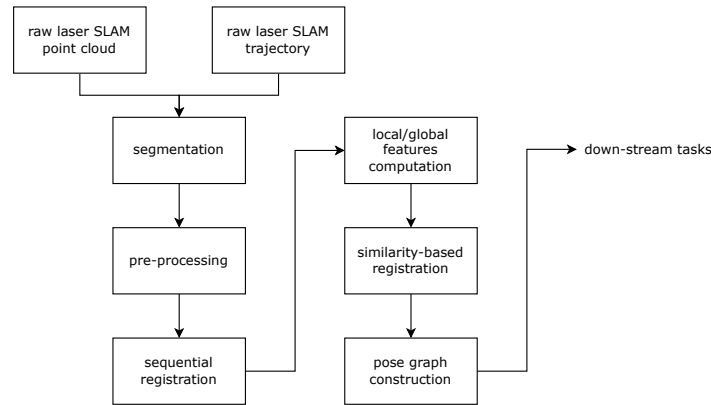 raw laser SLAM
point cloud
raw laser SLAM
trajectory
segmentation
pre-processing
sequential
registration
local/global
features
computation
similarity-based
registration
pose graph
construction
down-stream tasks